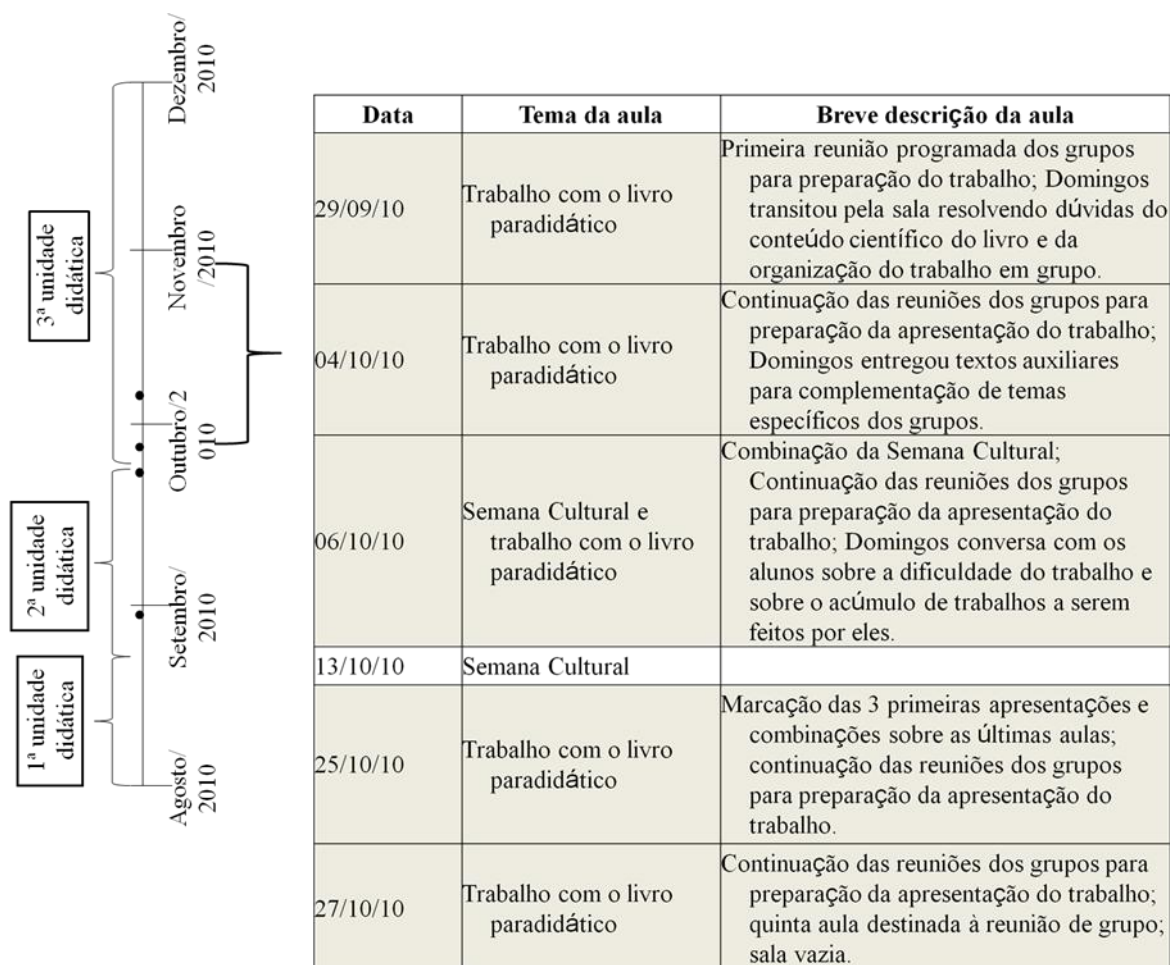 Dezembro/
2010
Novembro
/2010
Outubro/2
010
Setembro/
2010
Agosto/
2010
3ª unidade
didática
2ª unidade
didática
1ª unidade
didática
Data Tema da aula Breve descrição da aula
29/09/10
Trabalho com o livro
paradidático
Primeira reunião programada dos grupos
para preparação do trabalho; Domingos
transitou pela sala resolvendo dúvidas do
conteúdo científico do livro e da
organização do trabalho em grupo.
04/10/10
Trabalho com o livro
paradidático
Continuação das reuniões dos grupos para
preparação da apresentação do trabalho;
Domingos entregou textos auxiliares
para complementação de temas
específicos dos grupos.
06/10/10
Semana Cultural e
trabalho com o livro
paradidático
Combinação da Semana Cultural;
Continuação das reuniões dos grupos
para preparação da apresentação do
trabalho; Domingos conversa com os
alunos sobre a dificuldade do trabalho e
sobre o acúmulo de trabalhos a serem
feitos por eles.
13/10/10 Semana Cultural
25/10/10
Trabalho com o livro
paradidático
Marcação das 3 primeiras apresentações e
combinações sobre as últimas aulas;
continuação das reuniões dos grupos
para preparação da apresentação do
trabalho.
27/10/10
Trabalho com o livro
paradidático
Continuação das reuniões dos grupos para
preparação da apresentação do trabalho;
quinta aula destinada à reunião de grupo;
sala vazia.